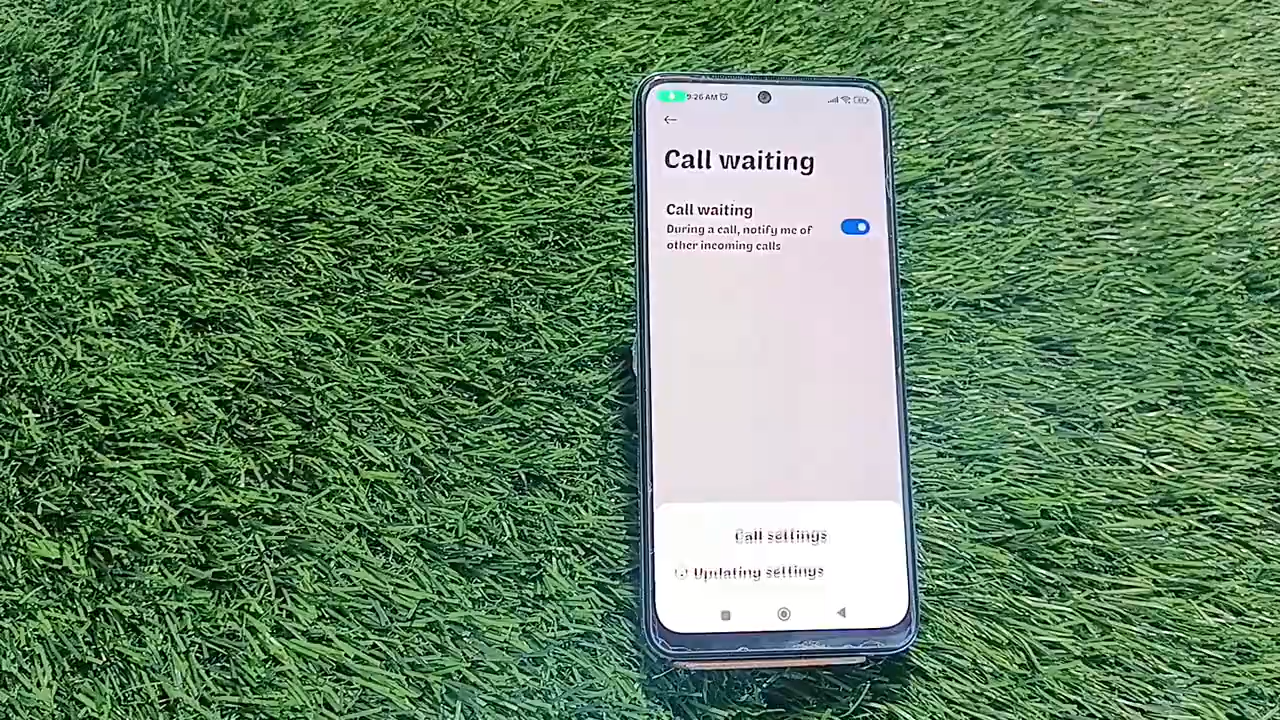 9:26 AM
Call waiting
Call waiting
During a call, notify me of
other incoming calls
Call settings
Updating settings